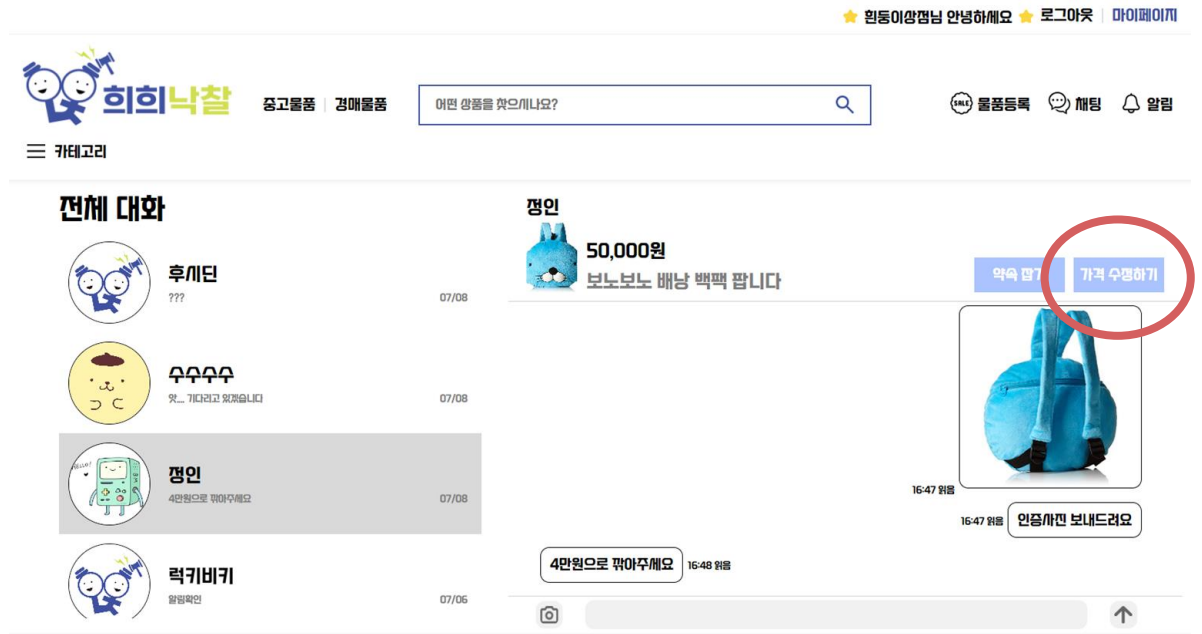 흰둥이상점님 안녕하세요 로그아웃 마이페이지
희희낙찰 중고물품 경매물품 어떤 상품을 찾으시나요? SALE 물품등록 채팅 알림
카테고리
전체 대화
후시딘
??? 07/08
수수수수
앗... 기다리고 있겠습니다 07/08
HELLO!
정인
4만원으로 깎아주세요 07/08
럭키비키
알림확인 07/06
정인
50,000원
보노보노 배낭 백팩 팝니다
약속 잡기 가격 수정하기
16:47 읽음
16:47 읽음 인증사진 보내드려요
4만원으로 깎아주세요 16:48 읽음